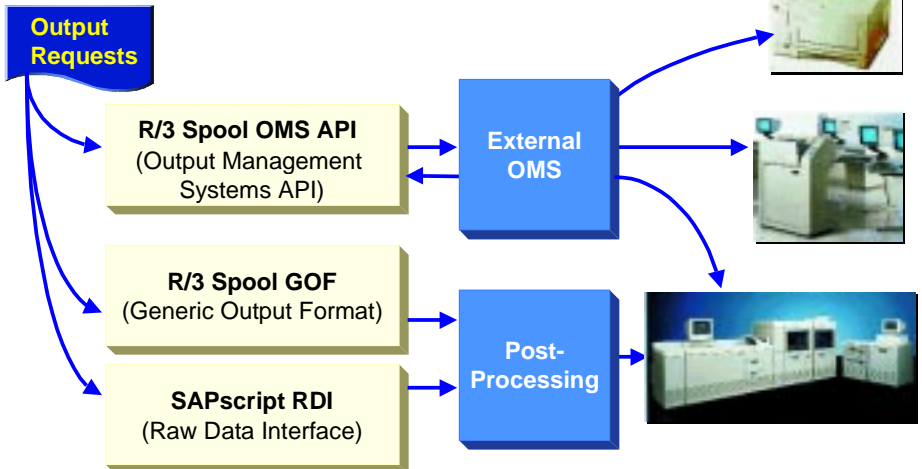 Output
Requests
R/3 Spool OMS API
(Output Management
Systems API)
External
OMS
R/3 Spool GOF
(Generic Output Format)
Post-
Processing
SAPscript RDI
(Raw Data Interface)